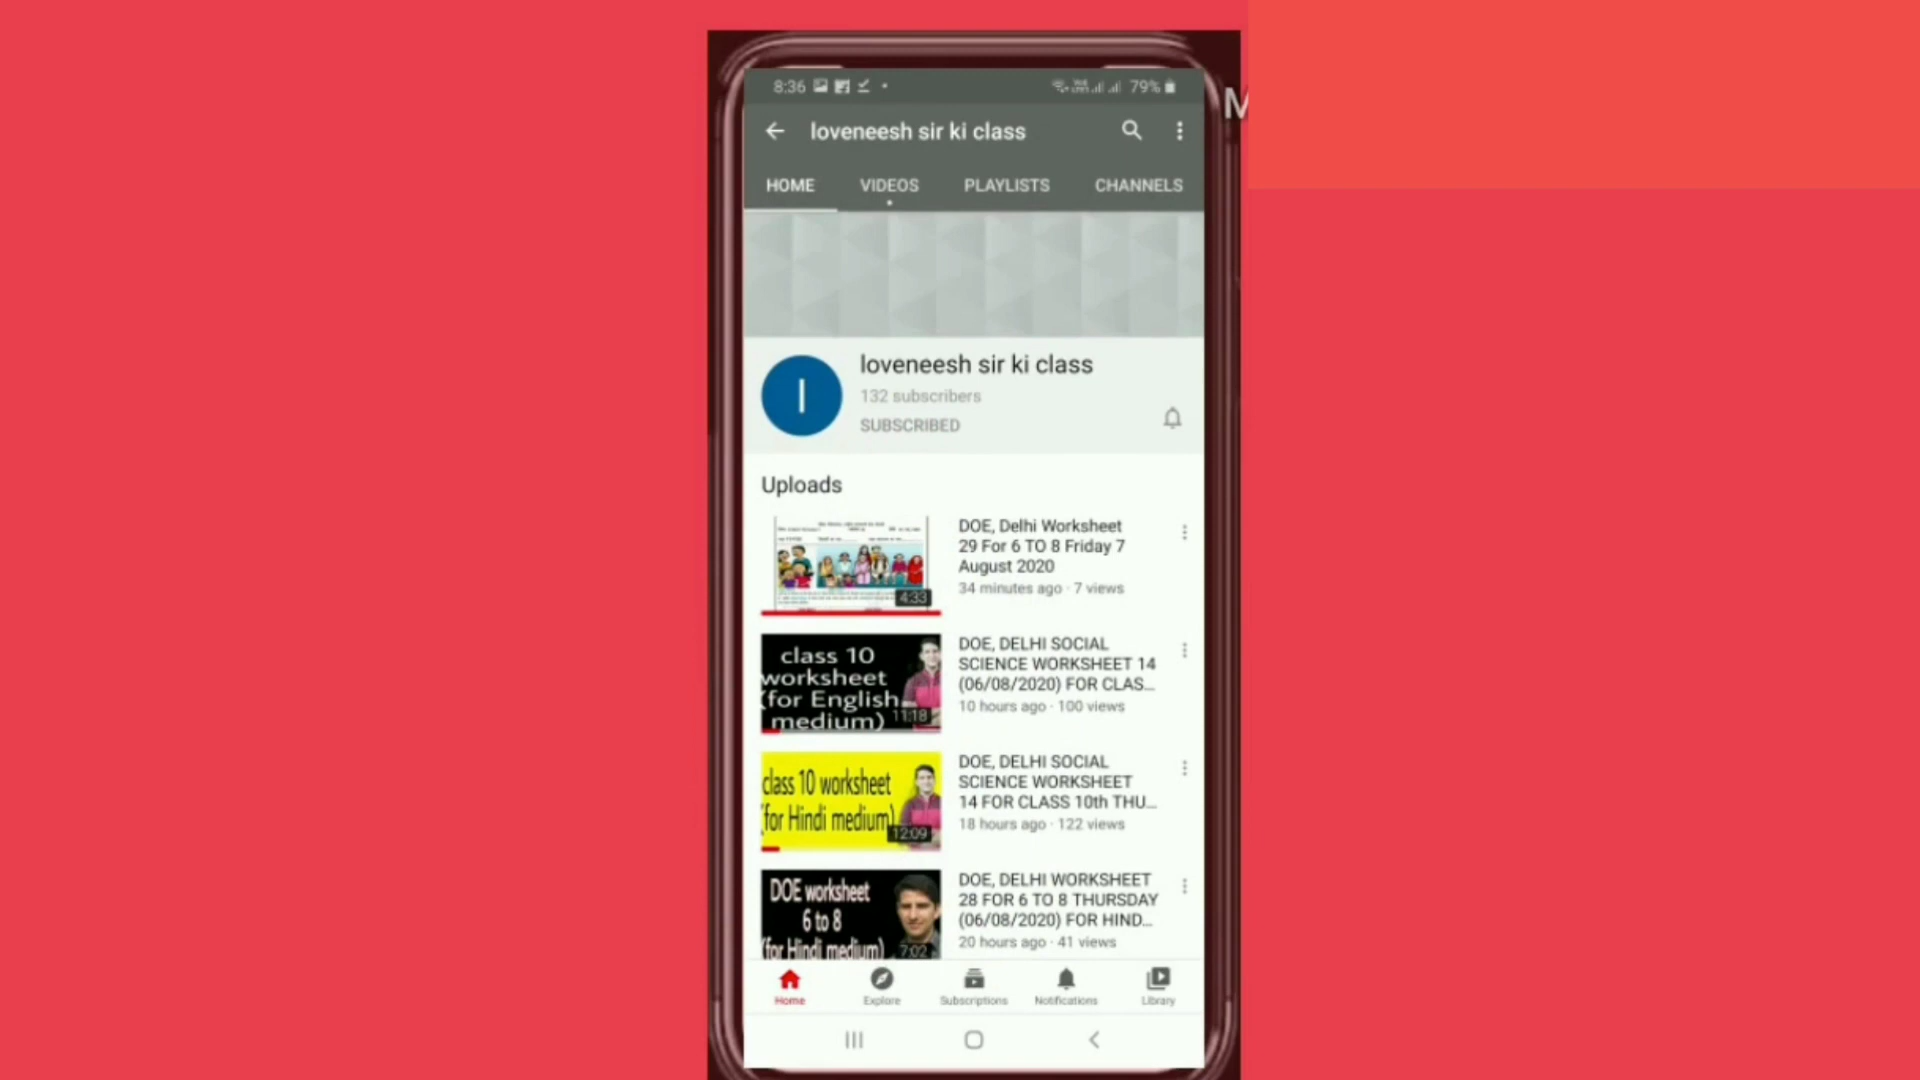 8:36
79%
M
loveneesh sir ki class
HOME VIDEOS PLAYLISTS CHANNELS
l
loveneesh sir ki class
132 subscribers
SUBSCRIBED
Uploads
4:33
DOE, Delhi Worksheet
29 For 6 TO 8 Friday 7
August 2020
34 minutes ago · 7 views
class 10
worksheet
(for English
medium)
11:18
DOE, DELHI SOCIAL
SCIENCE WORKSHEET 14
(06/08/2020) FOR CLAS...
10 hours ago · 100 views
class 10 worksheet
(for Hindi medium)
12:09
DOE, DELHI SOCIAL
SCIENCE WORKSHEET
14 FOR CLASS 10th THU...
18 hours ago · 122 views
DOE worksheet
6 to 8
(for Hindi medium)
7:02
DOE, DELHI WORKSHEET
28 FOR 6 TO 8 THURSDAY
(06/08/2020) FOR HIND...
20 hours ago · 41 views
Home Explore Subscriptions Notifications Library